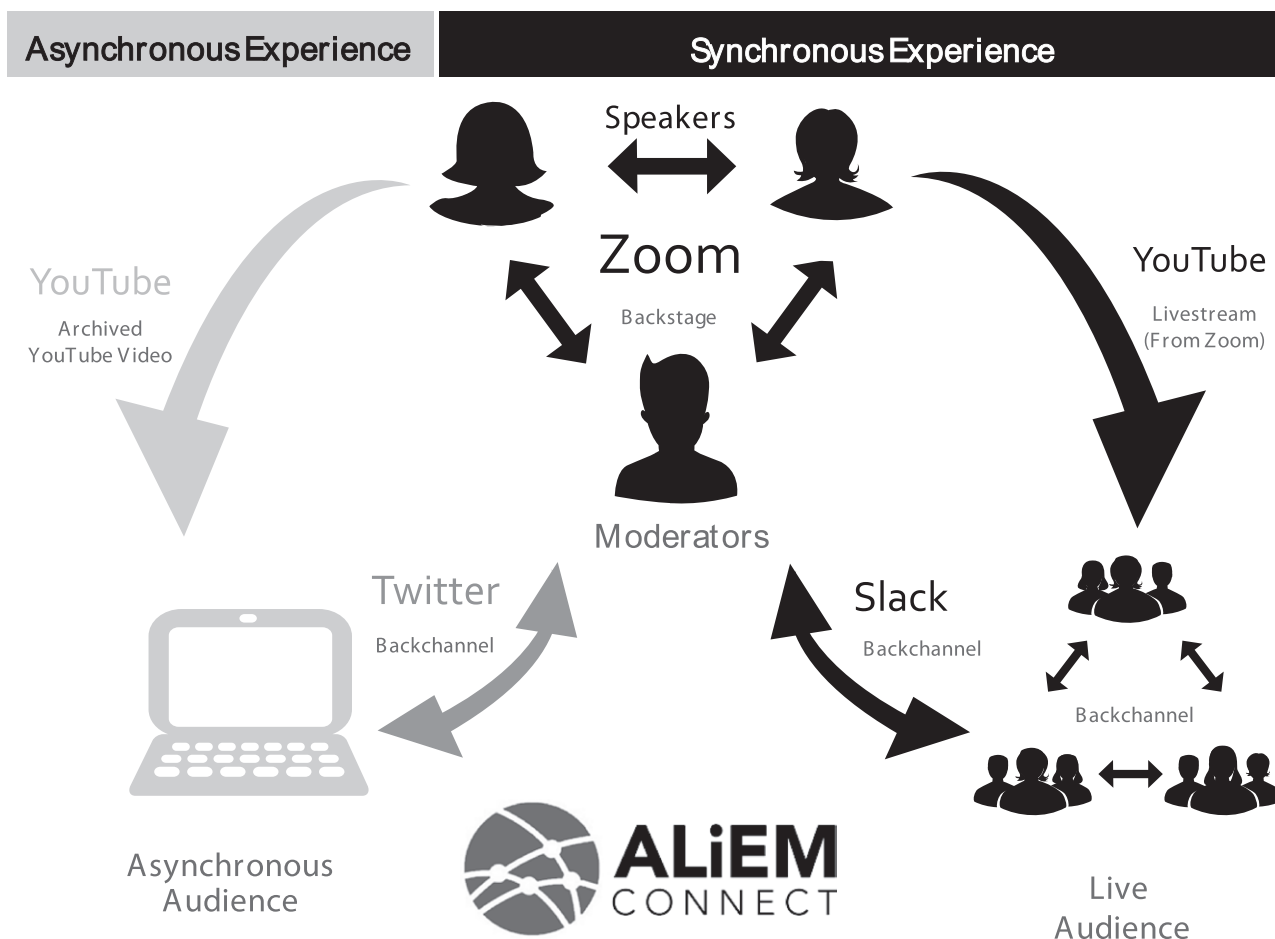 Asynchronous Experience
Synchronous Experience
Speakers
Zoom
Backstage
YouTube
Archived
YouTube Video
YouTube
Livestream
(From Zoom)
Moderators
Twitter
Backchannel
Slack
Backchannel
Backchannel
Asynchronous
Audience
ALiEM
CONNECT
Live
Audience